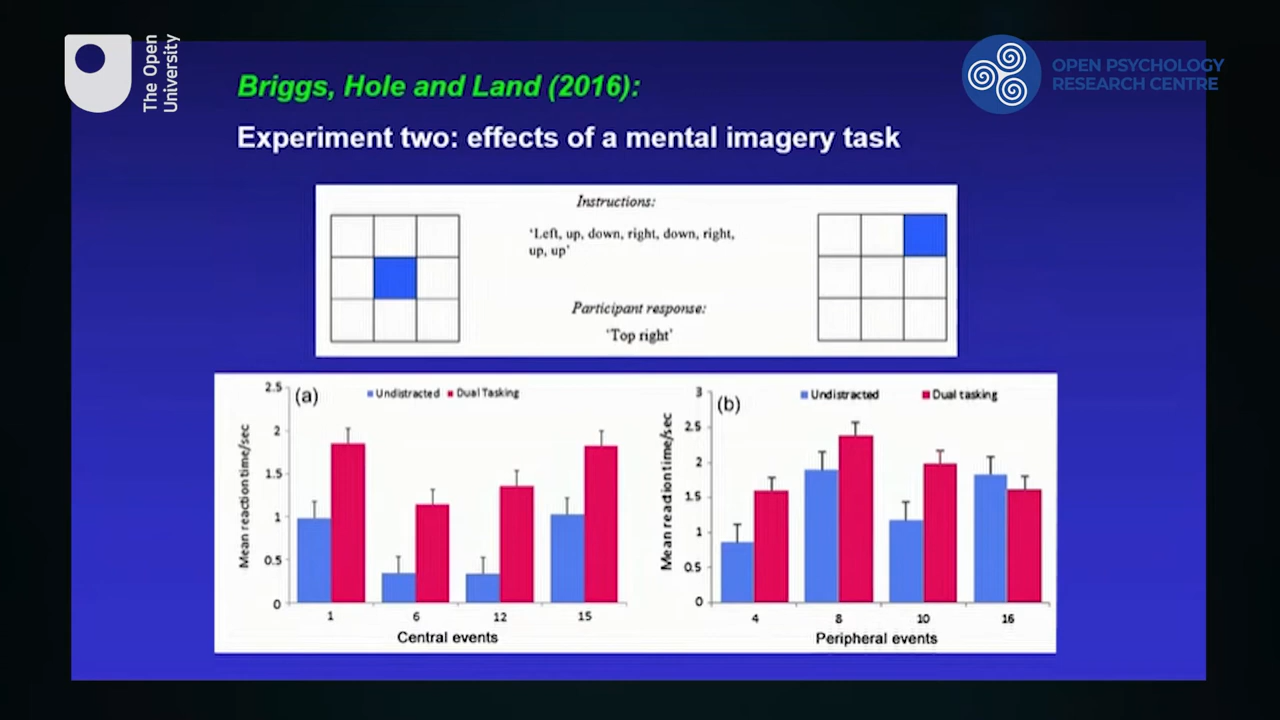 The Open
University
OPEN PSYCHOLOGY
RESEARCH CENTRE
Briggs, Hole and Land (2016):
Experiment two: effects of a mental imagery task
Instructions:
‘Left, up, down, right, down, right,
up, up’
Participant response:
‘Top right’
(a)
Undistracted Dual Tasking
Mean reaction time/sec
2.5
2
1.5
1
0.5
0
1 6 12 15
Central events
(b)
Undistracted Dual tasking
Mean reaction time/sec
3
2.5
2
1.5
1
0.5
0
4 8 10 16
Peripheral events